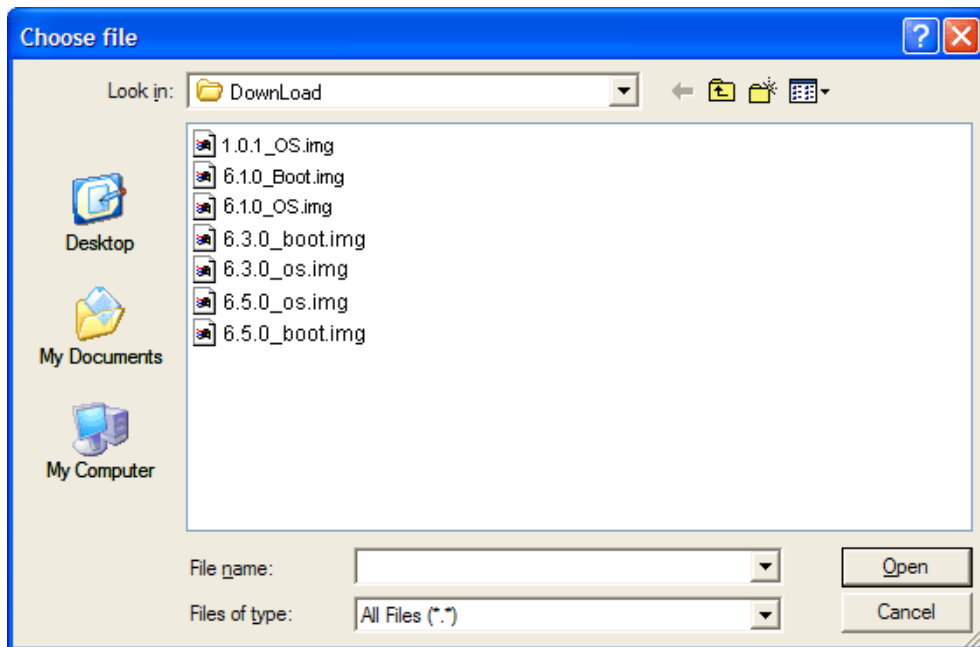 Choose file
Look in: DownLoad
1.0.1_OS.img
6.1.0_Boot.img
6.1.0_OS.img
6.3.0_boot.img
6.3.0_os.img
6.5.0_os.img
6.5.0_boot.img
Desktop
My Documents
My Computer
File name:
Open
Files of type: All Files (*.*)
Cancel